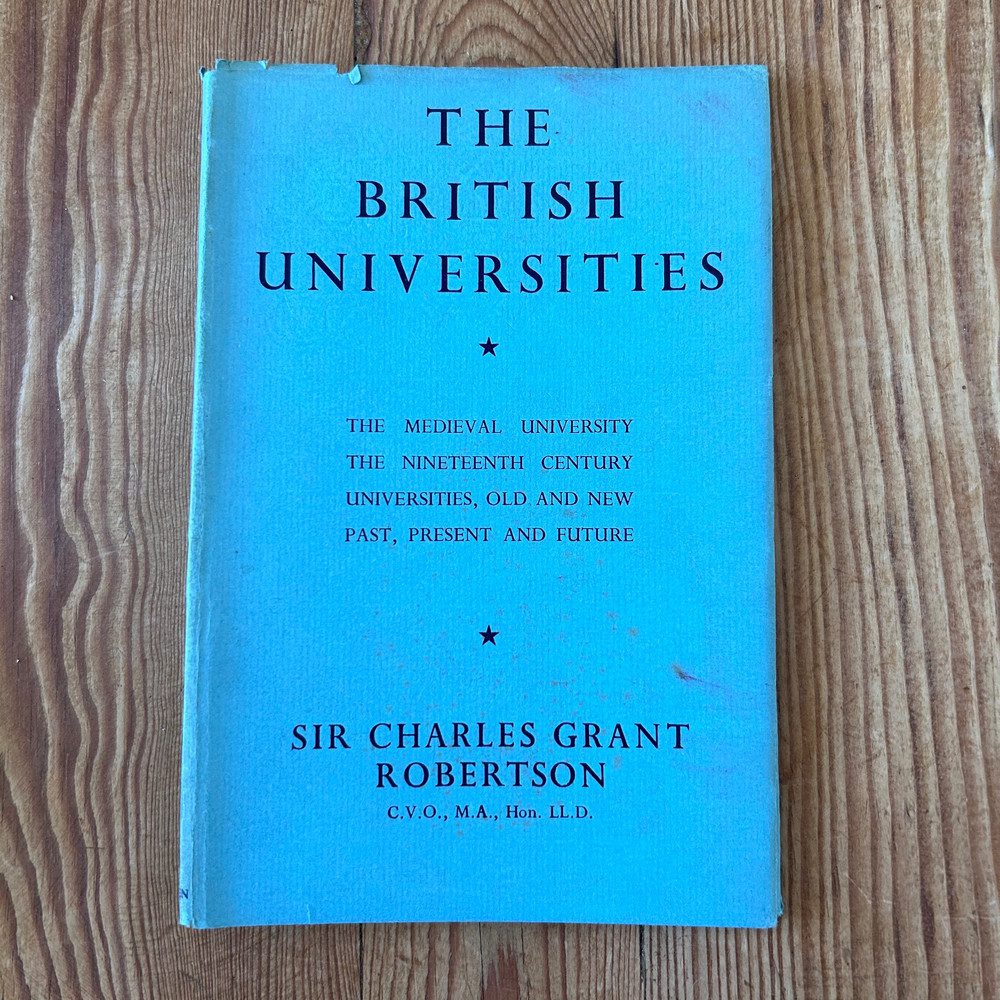 THE
BRITISH
UNIVERSITIES
THE MEDIEVAL UNIVERSITY
THE NINETEENTH CENTURY
UNIVERSITIES, OLD AND NEW
PAST, PRESENT AND FUTURE
SIR CHARLES GRANT
ROBERTSON
C.V.O., M.A., Hon. LL.D.